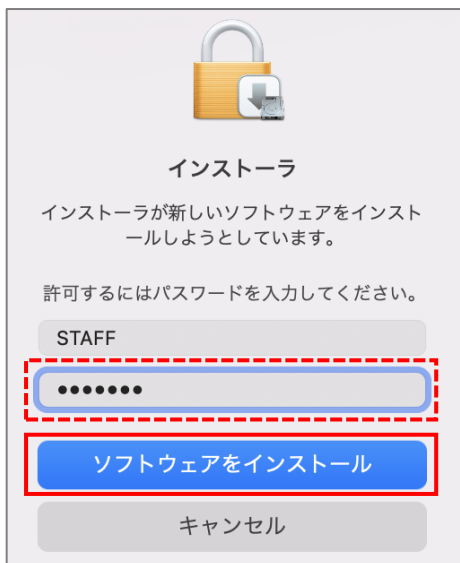 インストーラ
インストーラが新しいソフトウェアをインスト
ールしようとしています。
許可するにはパスワードを入力してください。
STAFF
•••••••
ソフトウェアをインストール
キャンセル